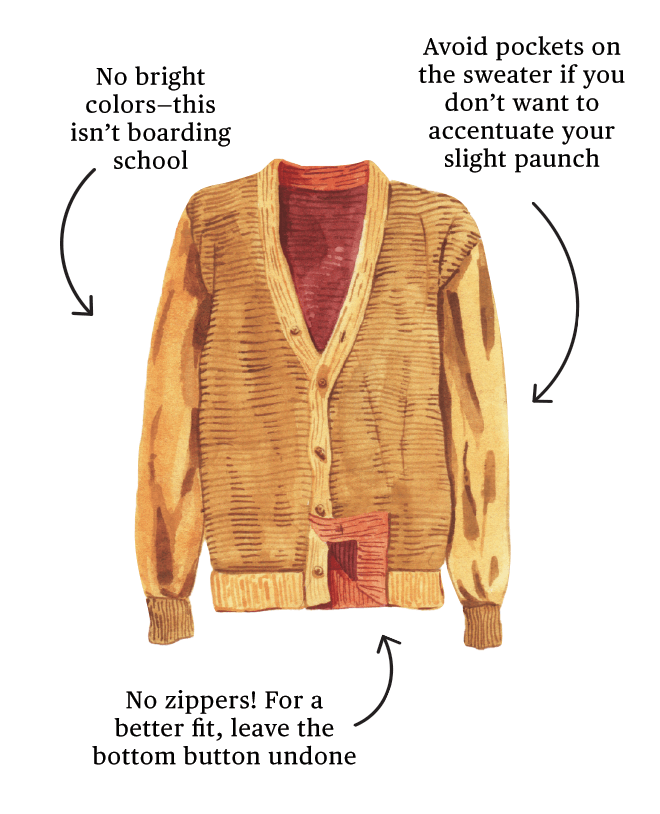 No bright
colors—this
isn’t boarding
school
Avoid pockets on
the sweater if you
don’t want to
accentuate your
slight paunch
No zippers! For a
better fit, leave the
bottom button undone